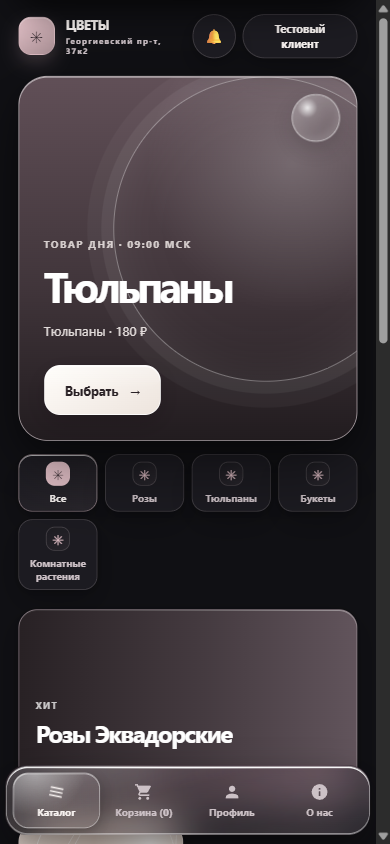 ЦВЕТЫ
Георгиевский пр-т,
37к2
Тестовый
клиент
ТОВАР ДНЯ · 09:00 МСК
Тюльпаны
Тюльпаны · 180 ₽
Выбрать →
Все
Розы
Тюльпаны
Букеты
Комнатные
растения
ХИТ
Розы Эквадорские
Каталог
Корзина (0)
Профиль
О нас